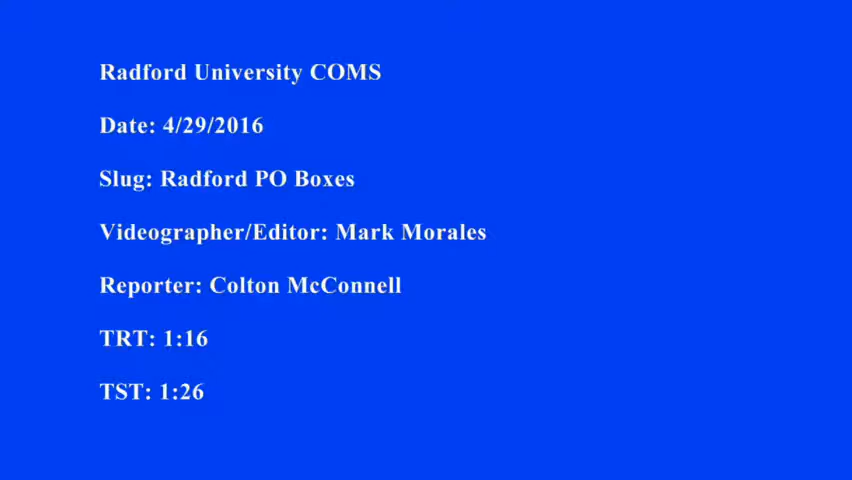 Radford University COMS
Date: 4/29/2016
Slug: Radford PO Boxes
Videographer/Editor: Mark Morales
Reporter: Colton McConnell
TRT: 1:16
TST: 1:26